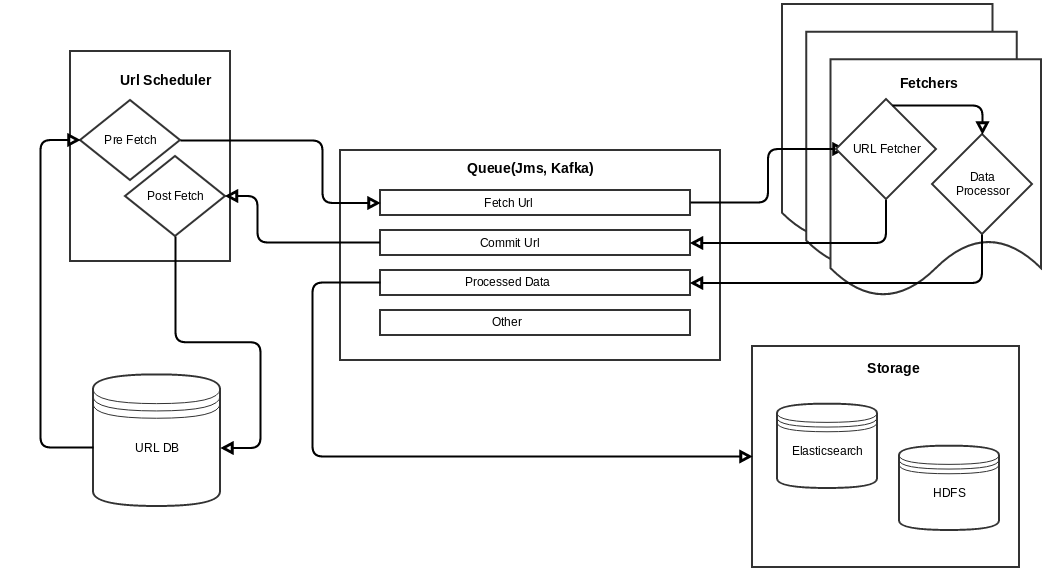 Url Scheduler
Pre Fetch
Post Fetch
URL DB
Queue(Jms, Kafka)
Fetch Url
Commit Url
Processed Data
Other
Fetchers
URL Fetcher
Data
Processor
Storage
Elasticsearch
HDFS